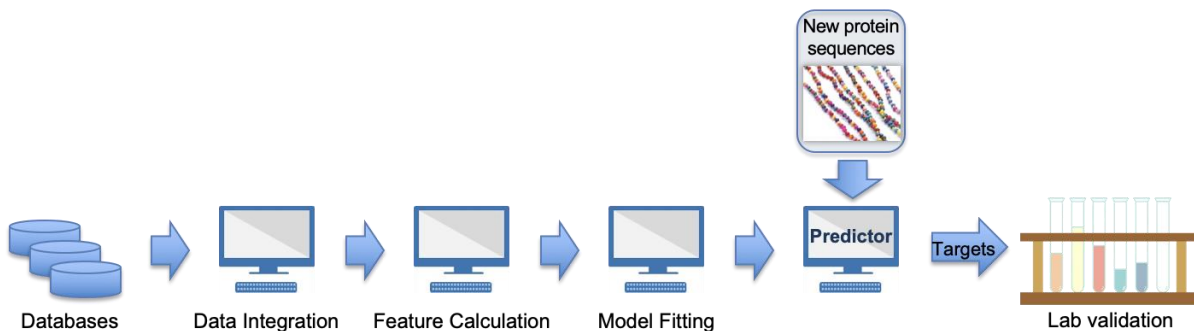 New protein
sequences
Predictor
Targets
Databases
Data Integration
Feature Calculation
Model Fitting
Lab validation